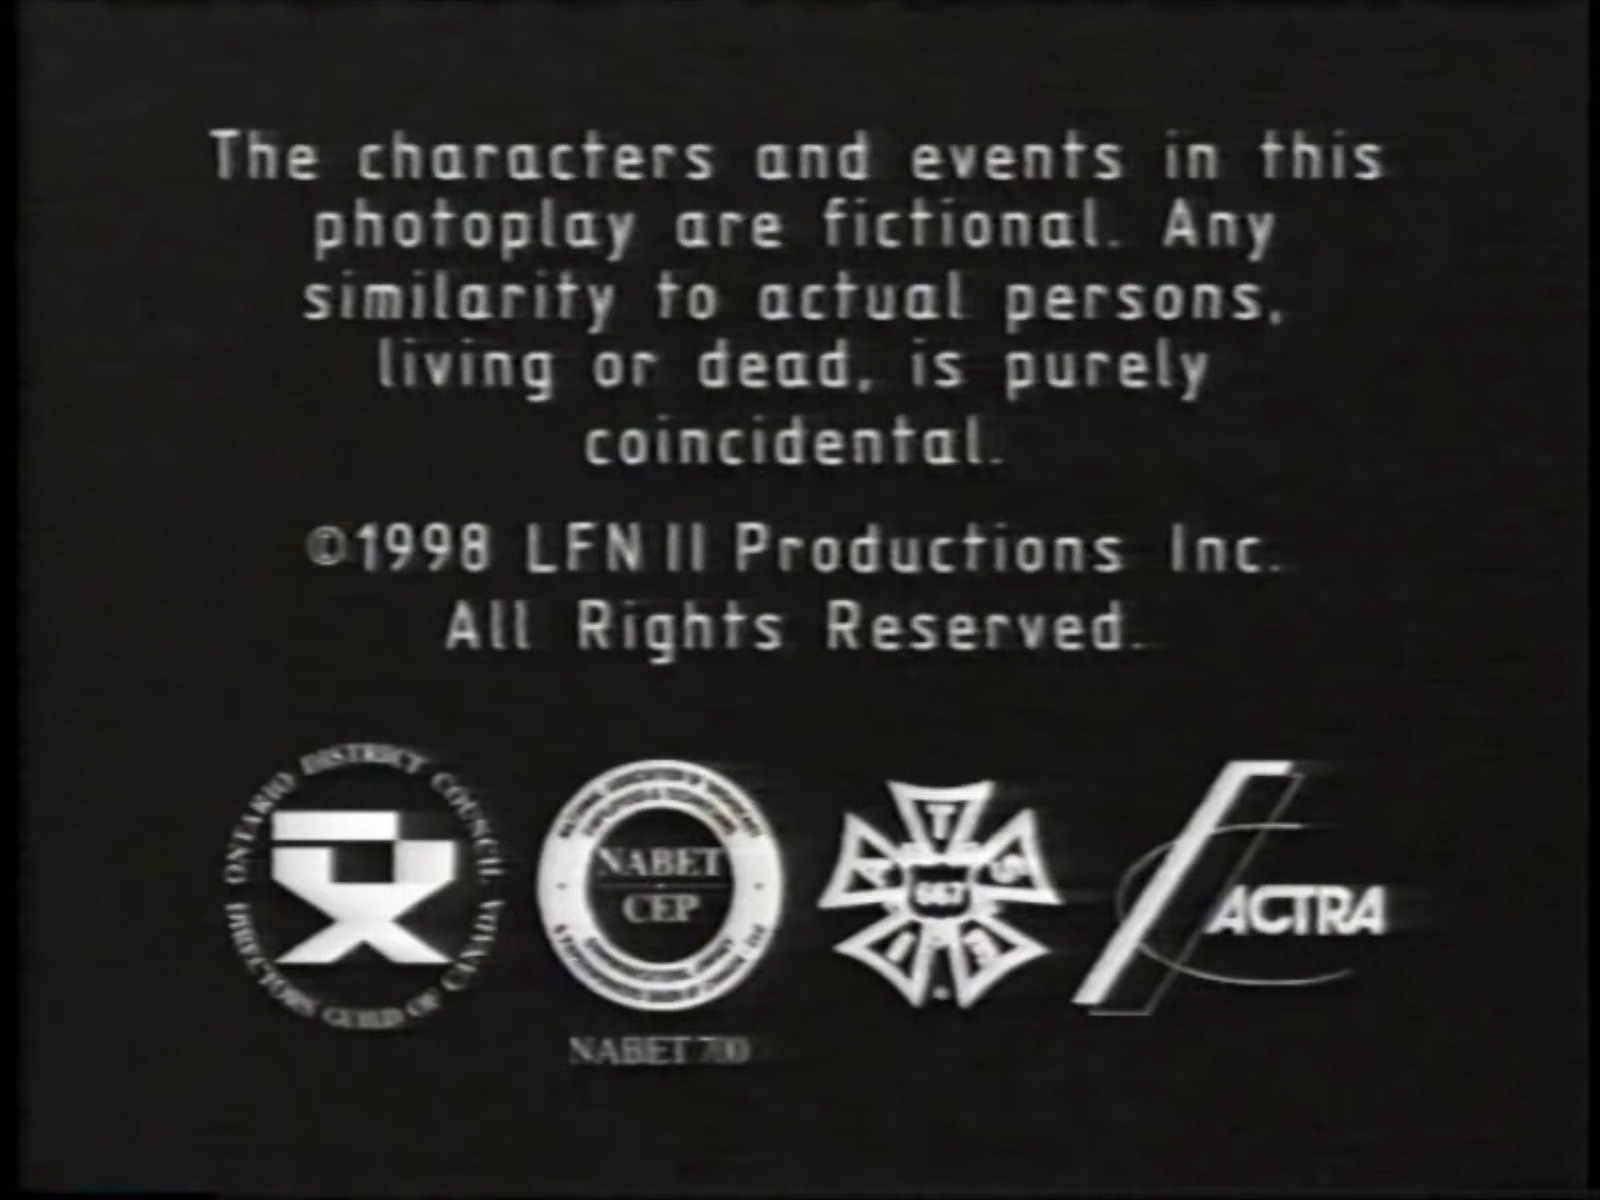 The characters and events in this
photoplay are fictional. Any
similarity to actual persons,
living or dead, is purely
coincidental.
©1998 LFN II Productions Inc.
All Rights Reserved.
ONTARIO DISTRICT COUNCIL
DIRECTORS GUILD OF CANADA
NABET
CEP
NABET 700
I A T S E
667
ACTRA